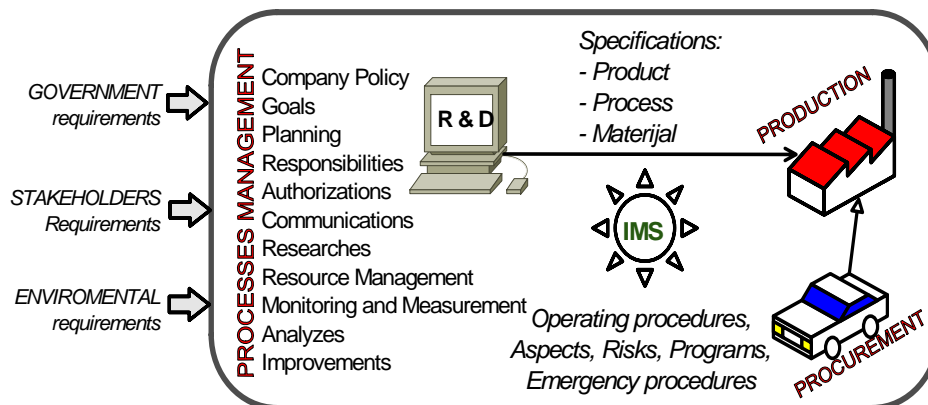 GOVERNMENT
requirements
STAKEHOLDERS
Requirements
ENVIROMENTAL
requirements
PROCESSES MANAGEMENT
Company Policy
Goals
Planning
Responsibilities
Authorizations
Communications
Researches
Resource Management
Monitoring and Measurement
Analyzes
Improvements
R & D
Specifications:
- Product
- Process
- Materijal
IMS
Operating procedures,
Aspects, Risks, Programs,
Emergency procedures
PRODUCTION
PROCUREMENT